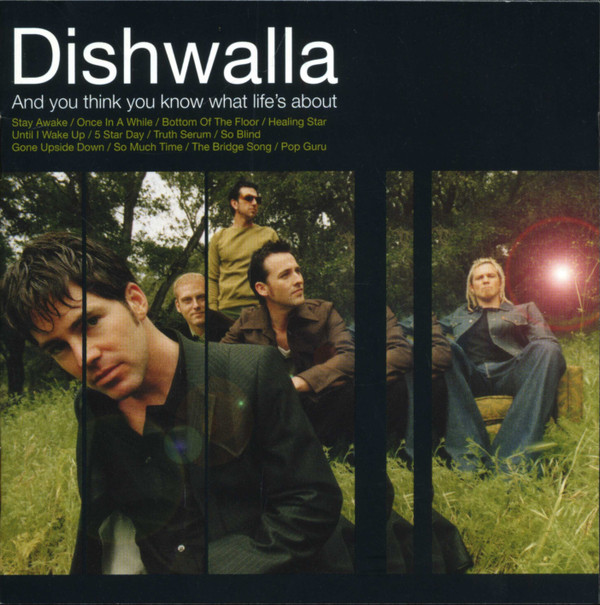 Dishwalla
And you think you know what life's about
Stay Awake / Once In A While / Bottom Of The Floor / Healing Star
Until I Wake Up / 5 Star Day / Truth Serum / So Blind
Gone Upside Down / So Much Time / The Bridge Song / Pop Guru